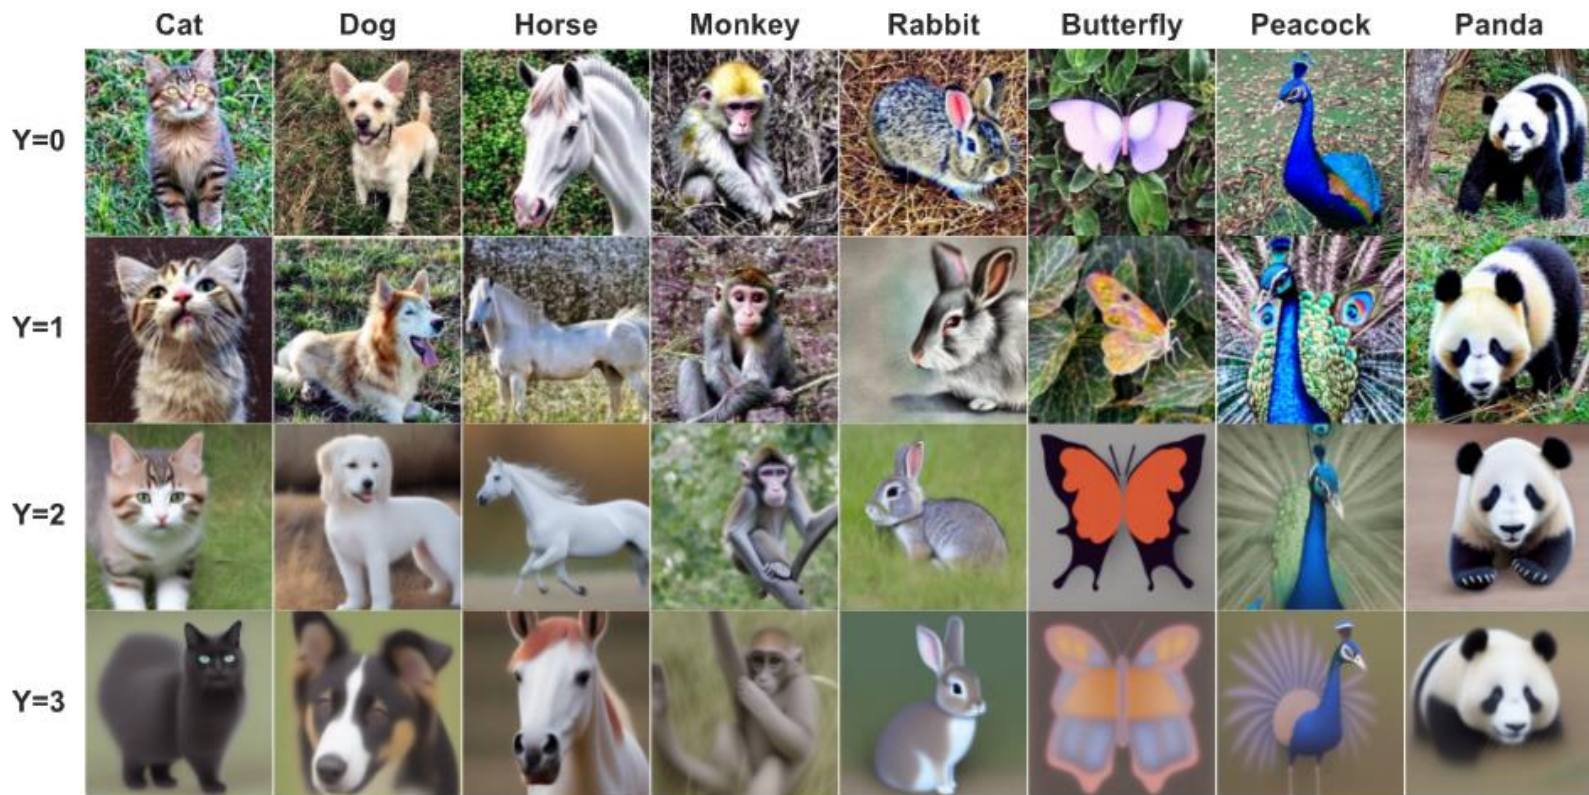 Cat Dog Horse Monkey Rabbit Butterfly Peacock Panda
Y=0
Y=1
Y=2
Y=3